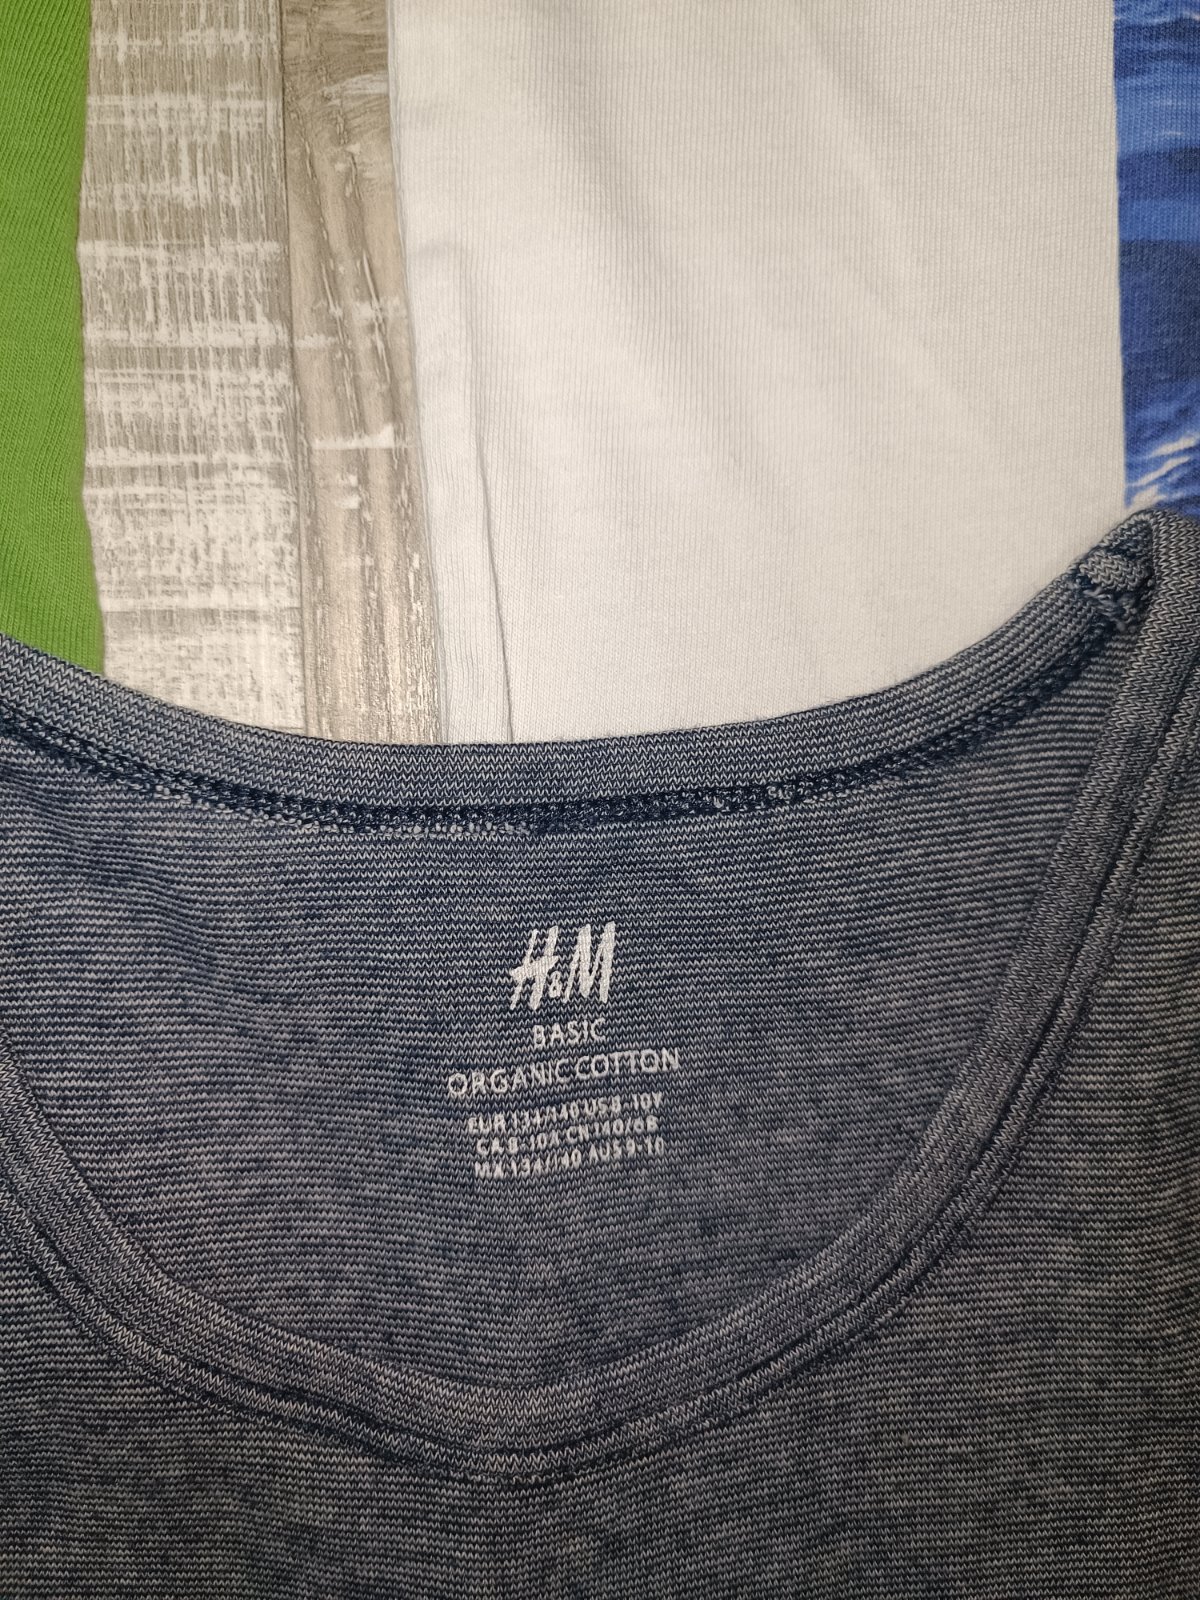 H&M
BASIC
ORGANIC COTTON
EUR 134/140 US 8-10Y
CA 8-10X CN 140/68
MX 134/140 AUS 9-10